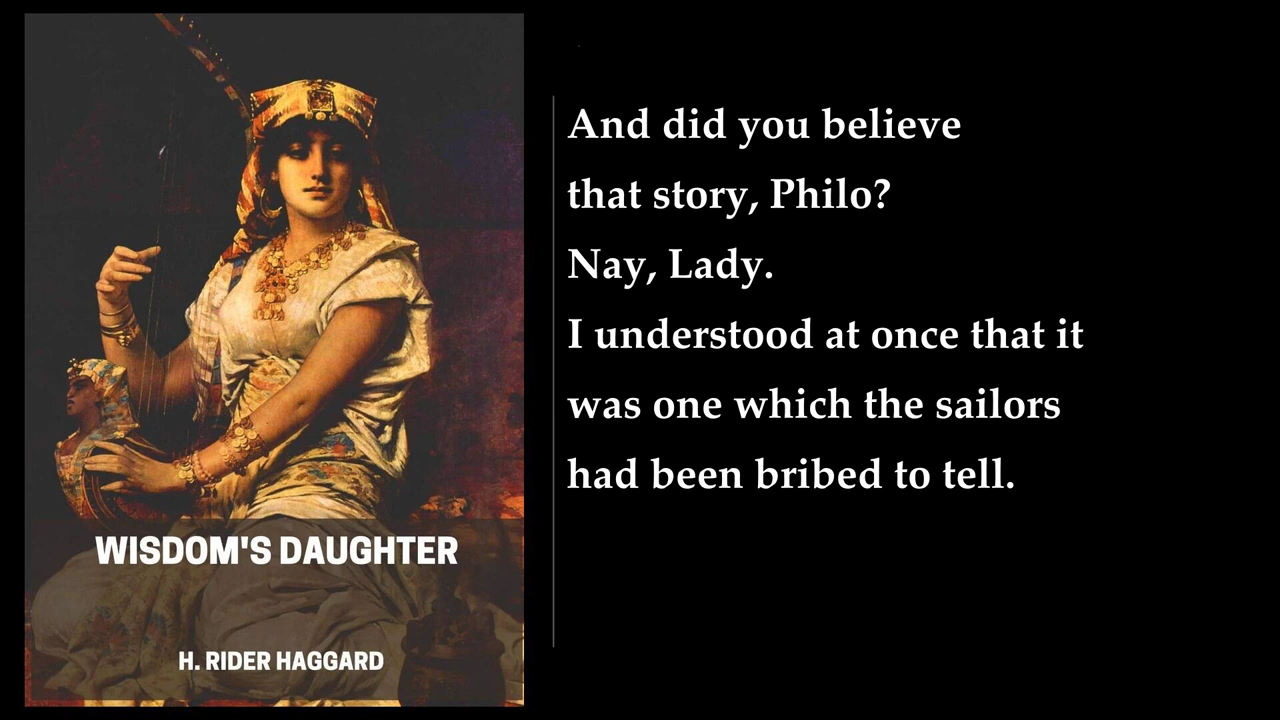 WISDOM'S DAUGHTER
H. RIDER HAGGARD
And did you believe
that story, Philo?
Nay, Lady.
I understood at once that it
was one which the sailors
had been bribed to tell.